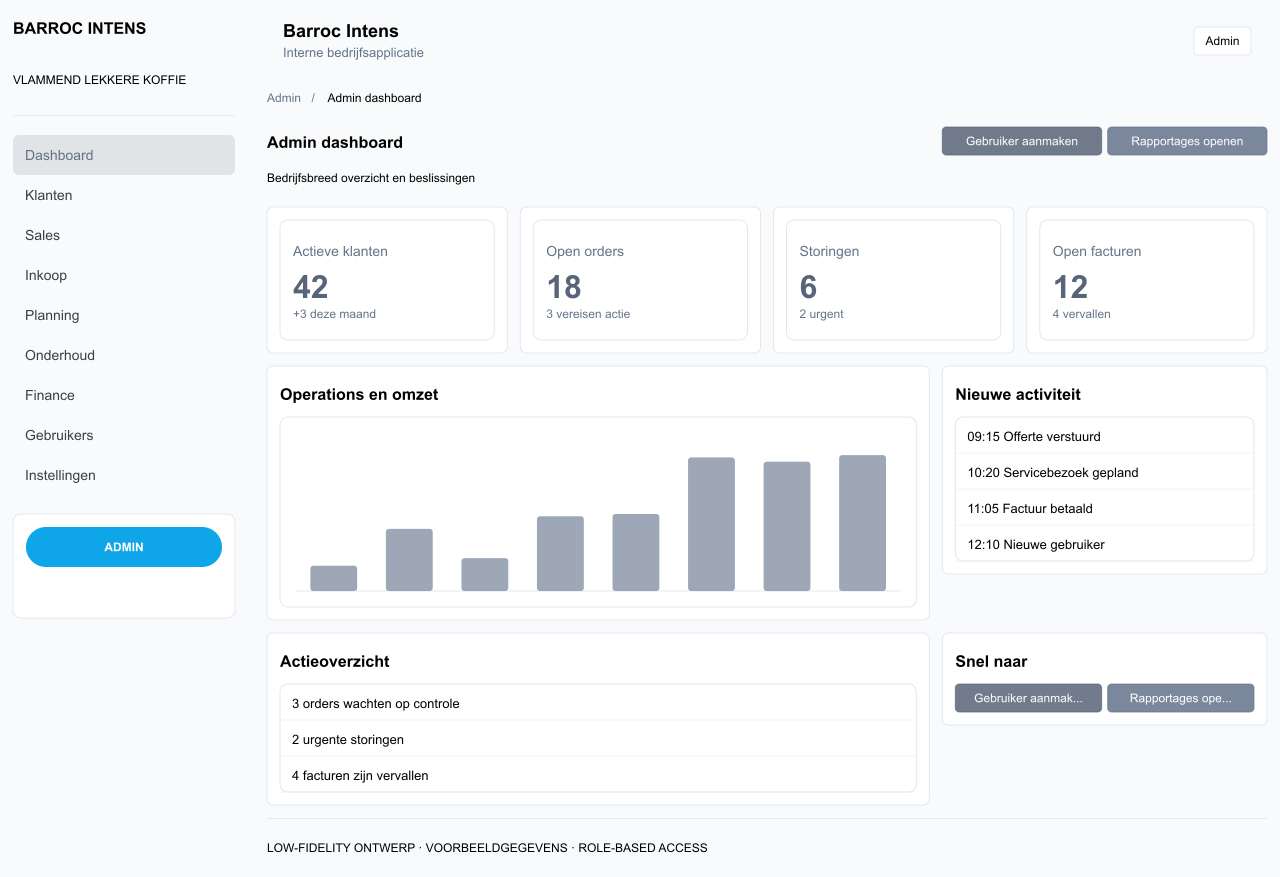 BARROC INTENS
VLAMMEND LEKKERE KOFFIE
Dashboard
Klanten
Sales
Inkoop
Planning
Onderhoud
Finance
Gebruikers
Instellingen
ADMIN
Barroc Intens
Interne bedrijfsapplicatie
Admin
Admin / Admin dashboard
Admin dashboard
Gebruiker aanmaken
Rapportages openen
Bedrijfsbreed overzicht en beslissingen
Actieve klanten
42
+3 deze maand
Open orders
18
3 vereisen actie
Storingen
6
2 urgent
Open facturen
12
4 vervallen
Operations en omzet
Nieuwe activiteit
09:15 Offerte verstuurd
10:20 Servicebezoek gepland
11:05 Factuur betaald
12:10 Nieuwe gebruiker
Actieoverzicht
3 orders wachten op controle
2 urgente storingen
4 facturen zijn vervallen
Snel naar
Gebruiker aanmak...
Rapportages ope...
LOW-FIDELITY ONTWERP · VOORBEELDGEGEVENS · ROLE-BASED ACCESS